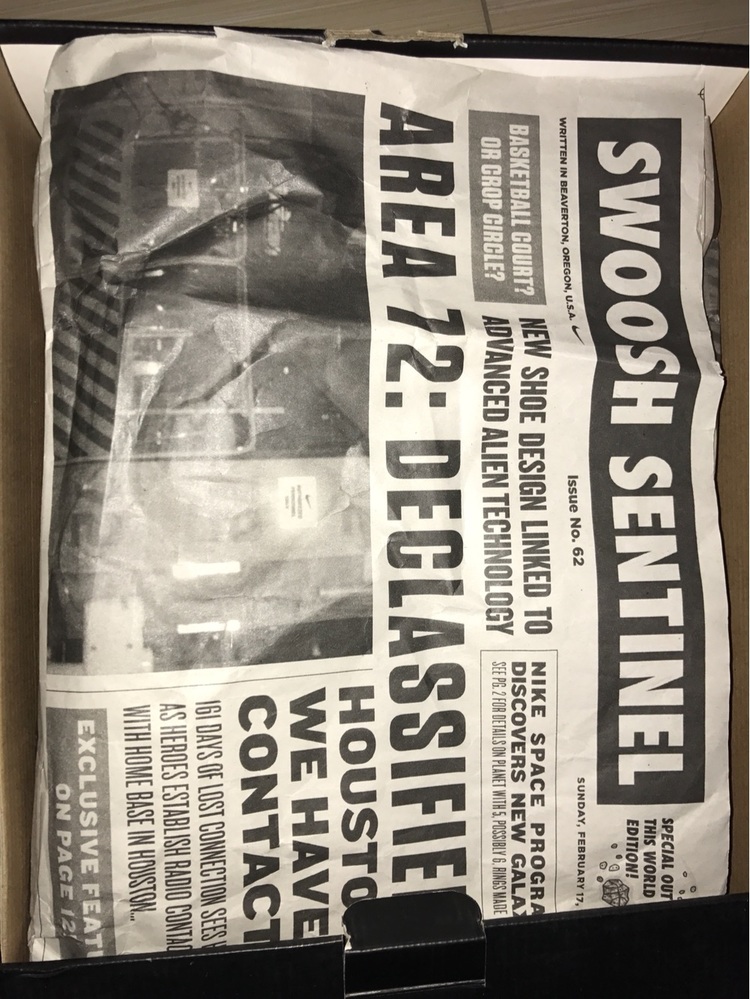 SWOOSH SENTINEL
SPECIAL OUT
THIS WORLD
EDITION!
WRITTEN IN BEAVERTON, OREGON, U.S.A.
Issue No. 62
SUNDAY, FEBRUARY 17,
BASKETBALL COURT?
OR CROP CIRCLE?
NEW SHOE DESIGN LINKED TO
ADVANCED ALIEN TECHNOLOGY
NIKE SPACE PROGRA
DISCOVERS NEW GALAX
SEE PG. 2 FOR DETAILS ON PLANET WITH 5, POSSIBLY 6, RINGS MADE
AREA 72: DECLASSIFIE
HOUSTO
WE HAVE
CONTACT
161 DAYS OF LOST CONNECTION SEES
AS HEROES ESTABLISH RADIO CONTAC
WITH HOME BASE IN HOUSTON...
EXCLUSIVE FEAT
ON PAGE 12